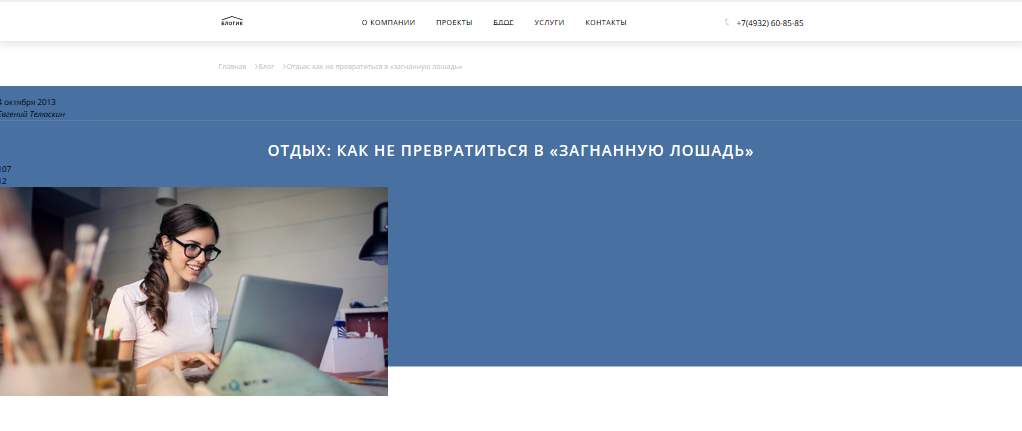 БЛОГИК
О КОМПАНИИ ПРОЕКТЫ БЛОГ УСЛУГИ КОНТАКТЫ
+7(4932) 60-85-85
Главная Блог Отдых: как не превратиться в «загнанную лошадь»
4 октября 2013
Евгений Телюскин
ОТДЫХ: КАК НЕ ПРЕВРАТИТЬСЯ В «ЗАГНАННУЮ ЛОШАДЬ»
107
12